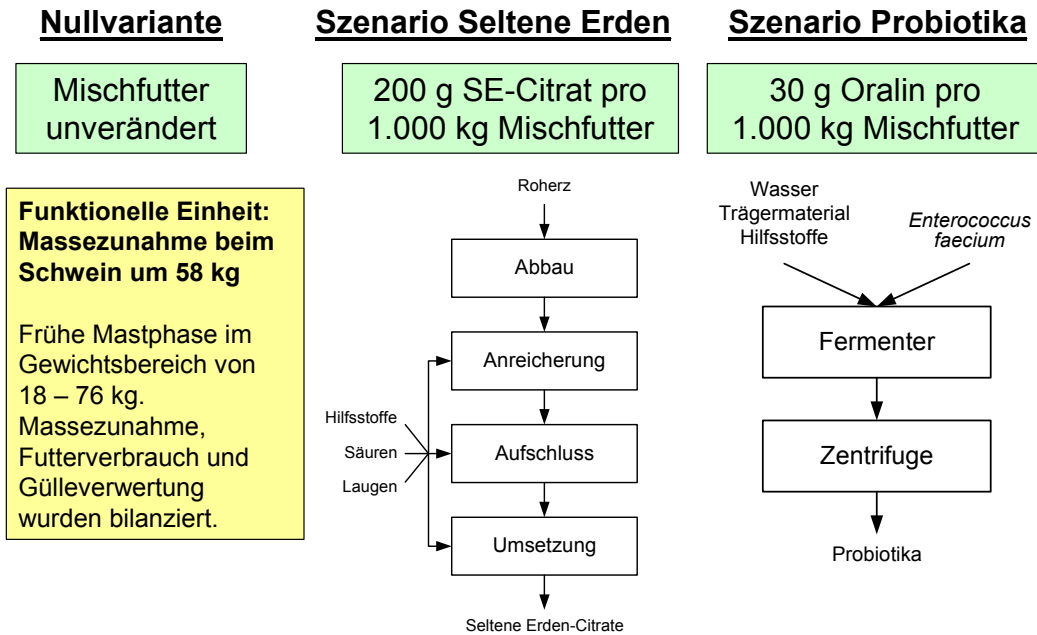 Nullvariante
Mischfutter
unverändert
Funktionelle Einheit:
Massezunahme beim
Schwein um 58 kg
Frühe Mastphase im
Gewichtsbereich von
18 – 76 kg.
Massezunahme,
Futterverbrauch und
Gülleverwertung
wurden bilanziert.
Szenario Seltene Erden
200 g SE-Citrat pro
1.000 kg Mischfutter
Roherz
Abbau
Anreicherung
Hilfsstoffe
Säuren
Laugen
Aufschluss
Umsetzung
Seltene Erden-Citrate
Szenario Probiotika
30 g Oralin pro
1.000 kg Mischfutter
Wasser
Trägermaterial
Hilfsstoffe
Enterococcus
faecium
Fermenter
Zentrifuge
Probiotika